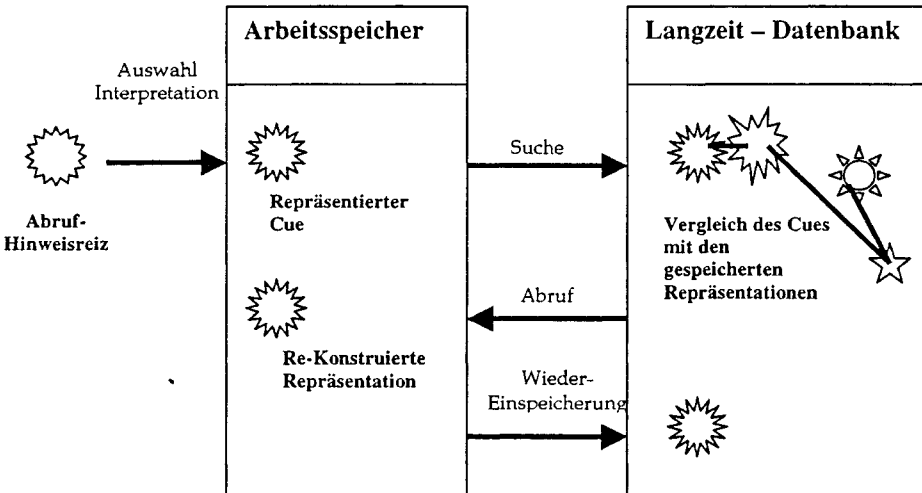 Arbeitsspeicher
Langzeit – Datenbank
Auswahl
Interpretation
Abruf-
Hinweisreiz
Repräsentierter
Cue
Suche
Vergleich des Cues
mit den
gespeicherten
Repräsentationen
Abruf
Re-Konstruierte
Repräsentation
Wieder-
Einspeicherung